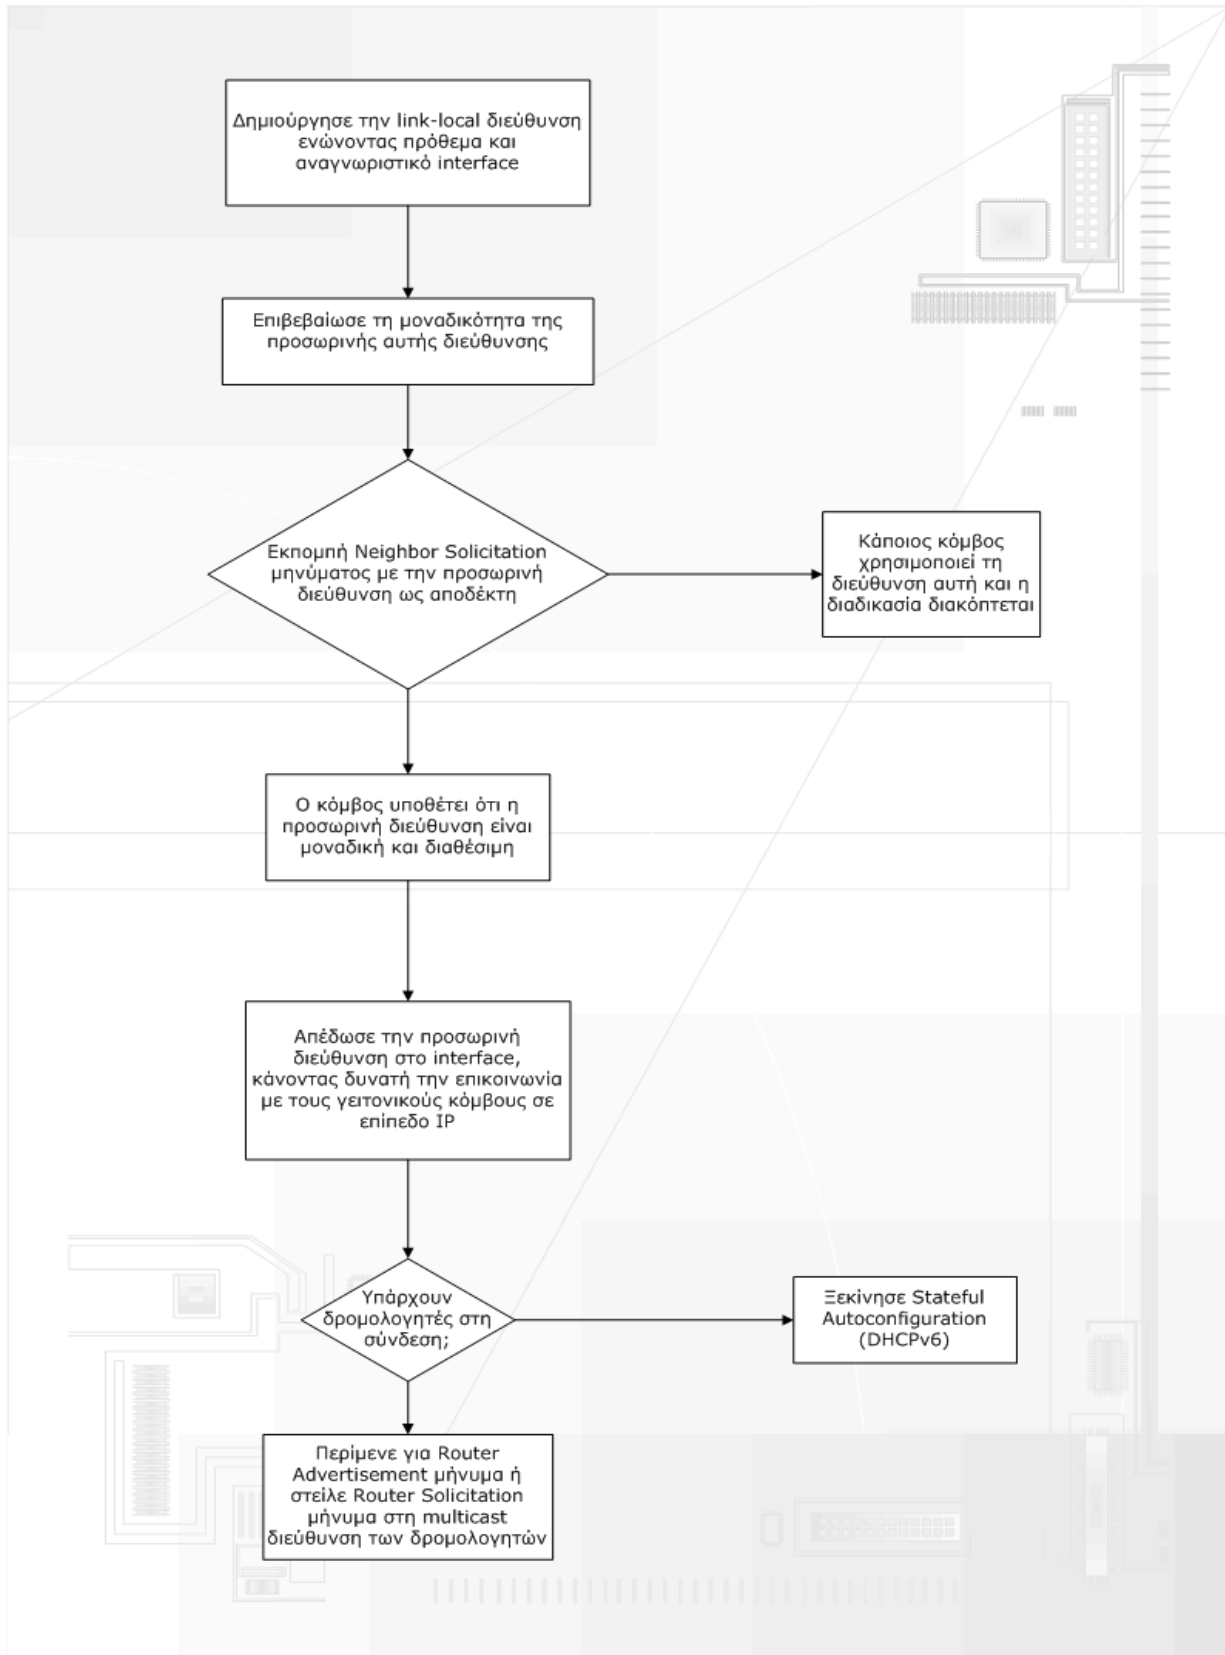 Δημιούργησε την link-local διεύθυνση
ενώνοντας πρόθεμα και
αναγνωριστικό interface
Επιβεβαίωσε τη μοναδικότητα της
προσωρινής αυτής διεύθυνσης
Εκπομπή Neighbor Solicitation
μηνύματος με την προσωρινή
διεύθυνση ως αποδέκτη
Κάποιος κόμβος
χρησιμοποιεί τη
διεύθυνση αυτή και η
διαδικασία διακόπτεται
Ο κόμβος υποθέτει ότι η
προσωρινή διεύθυνση είναι
μοναδική και διαθέσιμη
Απέδωσε την προσωρινή
διεύθυνση στο interface,
κάνοντας δυνατή την επικοινωνία
με τους γειτονικούς κόμβους σε
επίπεδο IP
Υπάρχουν
δρομολογητές στη
σύνδεση;
Ξεκίνησε Stateful
Autoconfiguration
(DHCPv6)
Περίμενε για Router
Advertisement μήνυμα ή
στείλε Router Solicitation
μήνυμα στη multicast
διεύθυνση των δρομολογητών